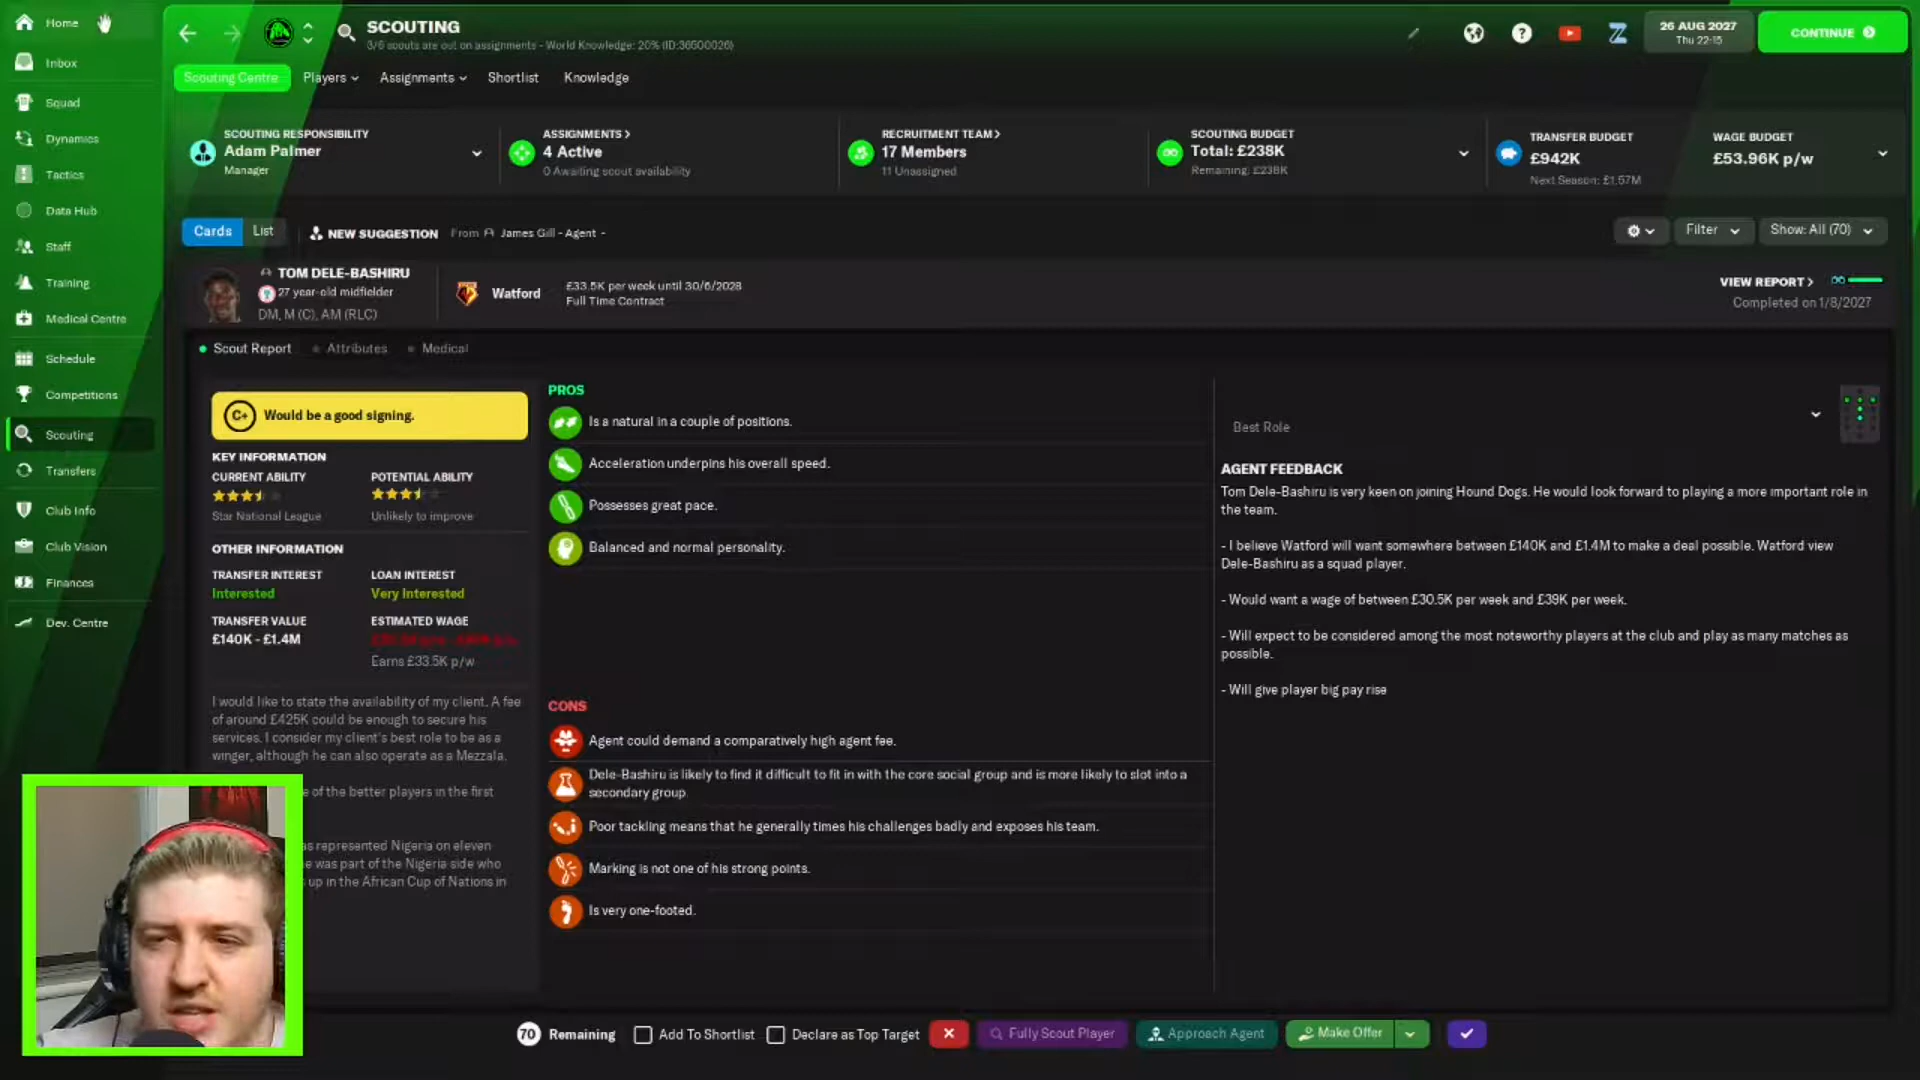 Home
Inbox
Squad
Dynamics
Tactics
Data Hub
Staff
Training
Medical Centre
Schedule
Competitions
Scouting
Transfers
Club Info
Club Vision
Finances
Dev. Centre
SCOUTING
3/6 scouts are out on assignments - World Knowledge: 20% (ID:36500026)
26 AUG 2027
Thu 22:15
CONTINUE
Scouting Centre
Players
Assignments
Shortlist
Knowledge
SCOUTING RESPONSIBILITY
Adam Palmer
Manager
ASSIGNMENTS >
4 Active
0 Awaiting scout availability
RECRUITMENT TEAM >
17 Members
11 Unassigned
SCOUTING BUDGET
Total: £238K
Remaining: £238K
TRANSFER BUDGET
£942K
Next Season: £1.57M
WAGE BUDGET
£53.96K p/w
Cards
List
NEW SUGGESTION From James Gill - Agent -
Filter
Show: All (70)
TOM DELE-BASHIRU
27 year-old midfielder
DM, M (C), AM (RLC)
Watford
£33.5K per week until 30/6/2028
Full Time Contract
VIEW REPORT >
Completed on 1/8/2027
Scout Report
Attributes
Medical
C+ Would be a good signing.
KEY INFORMATION
CURRENT ABILITY
Star National League
POTENTIAL ABILITY
Unlikely to improve
OTHER INFORMATION
TRANSFER INTEREST
Interested
LOAN INTEREST
Very Interested
TRANSFER VALUE
£140K - £1.4M
ESTIMATED WAGE
Earns £33.5K p/w
I would like to state the availability of my client. A fee
of around £425K could be enough to secure his
services. I consider my client's best role to be as a
winger, although he can also operate as a Mezzala.
of the better players in the first
represented Nigeria on eleven
was part of the Nigeria side who
up in the African Cup of Nations in
PROS
Is a natural in a couple of positions.
Acceleration underpins his overall speed.
Possesses great pace.
Balanced and normal personality.
CONS
Agent could demand a comparatively high agent fee.
Dele-Bashiru is likely to find it difficult to fit in with the core social group and is more likely to slot into a
secondary group
Poor tackling means that he generally times his challenges badly and exposes his team.
Marking is not one of his strong points.
Is very one-footed.
Best Role
AGENT FEEDBACK
Tom Dele-Bashiru is very keen on joining Hound Dogs. He would look forward to playing a more important role in
the team.
- I believe Watford will want somewhere between £140K and £1.4M to make a deal possible. Watford view
Dele-Bashiru as a squad player.
- Would want a wage of between £30.5K per week and £39K per week.
- Will expect to be considered among the most noteworthy players at the club and play as many matches as
possible.
- Will give player big pay rise
70 Remaining
Add To Shortlist
Declare as Top Target
Fully Scout Player
Approach Agent
Make Offer